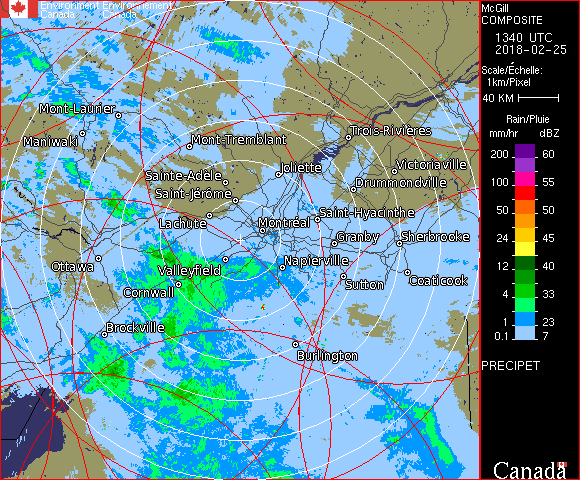 Environment Environnement
Canada Canada
Mont-Laurier
Maniwaki
Mont-Tremblant
Trois-Rivières
Sainte-Adèle
Joliette
Victoriaville
Saint-Jérôme
Drummondville
Lachute
Montréal
Saint-Hyacinthe
Granby
Sherbrooke
Ottawa
Valleyfield
Napierville
Cornwall
Sutton
Coaticook
Brockville
Burlington
McGill
COMPOSITE
1340 UTC
2018-02-25
Scale/Échelle:
1km/Pixel
40 KM
Rain/Pluie
mm/hr dBZ
200 60
100 55
50 50
24 45
12 40
4 33
1 23
0.1 7
PRECIPET
Canada